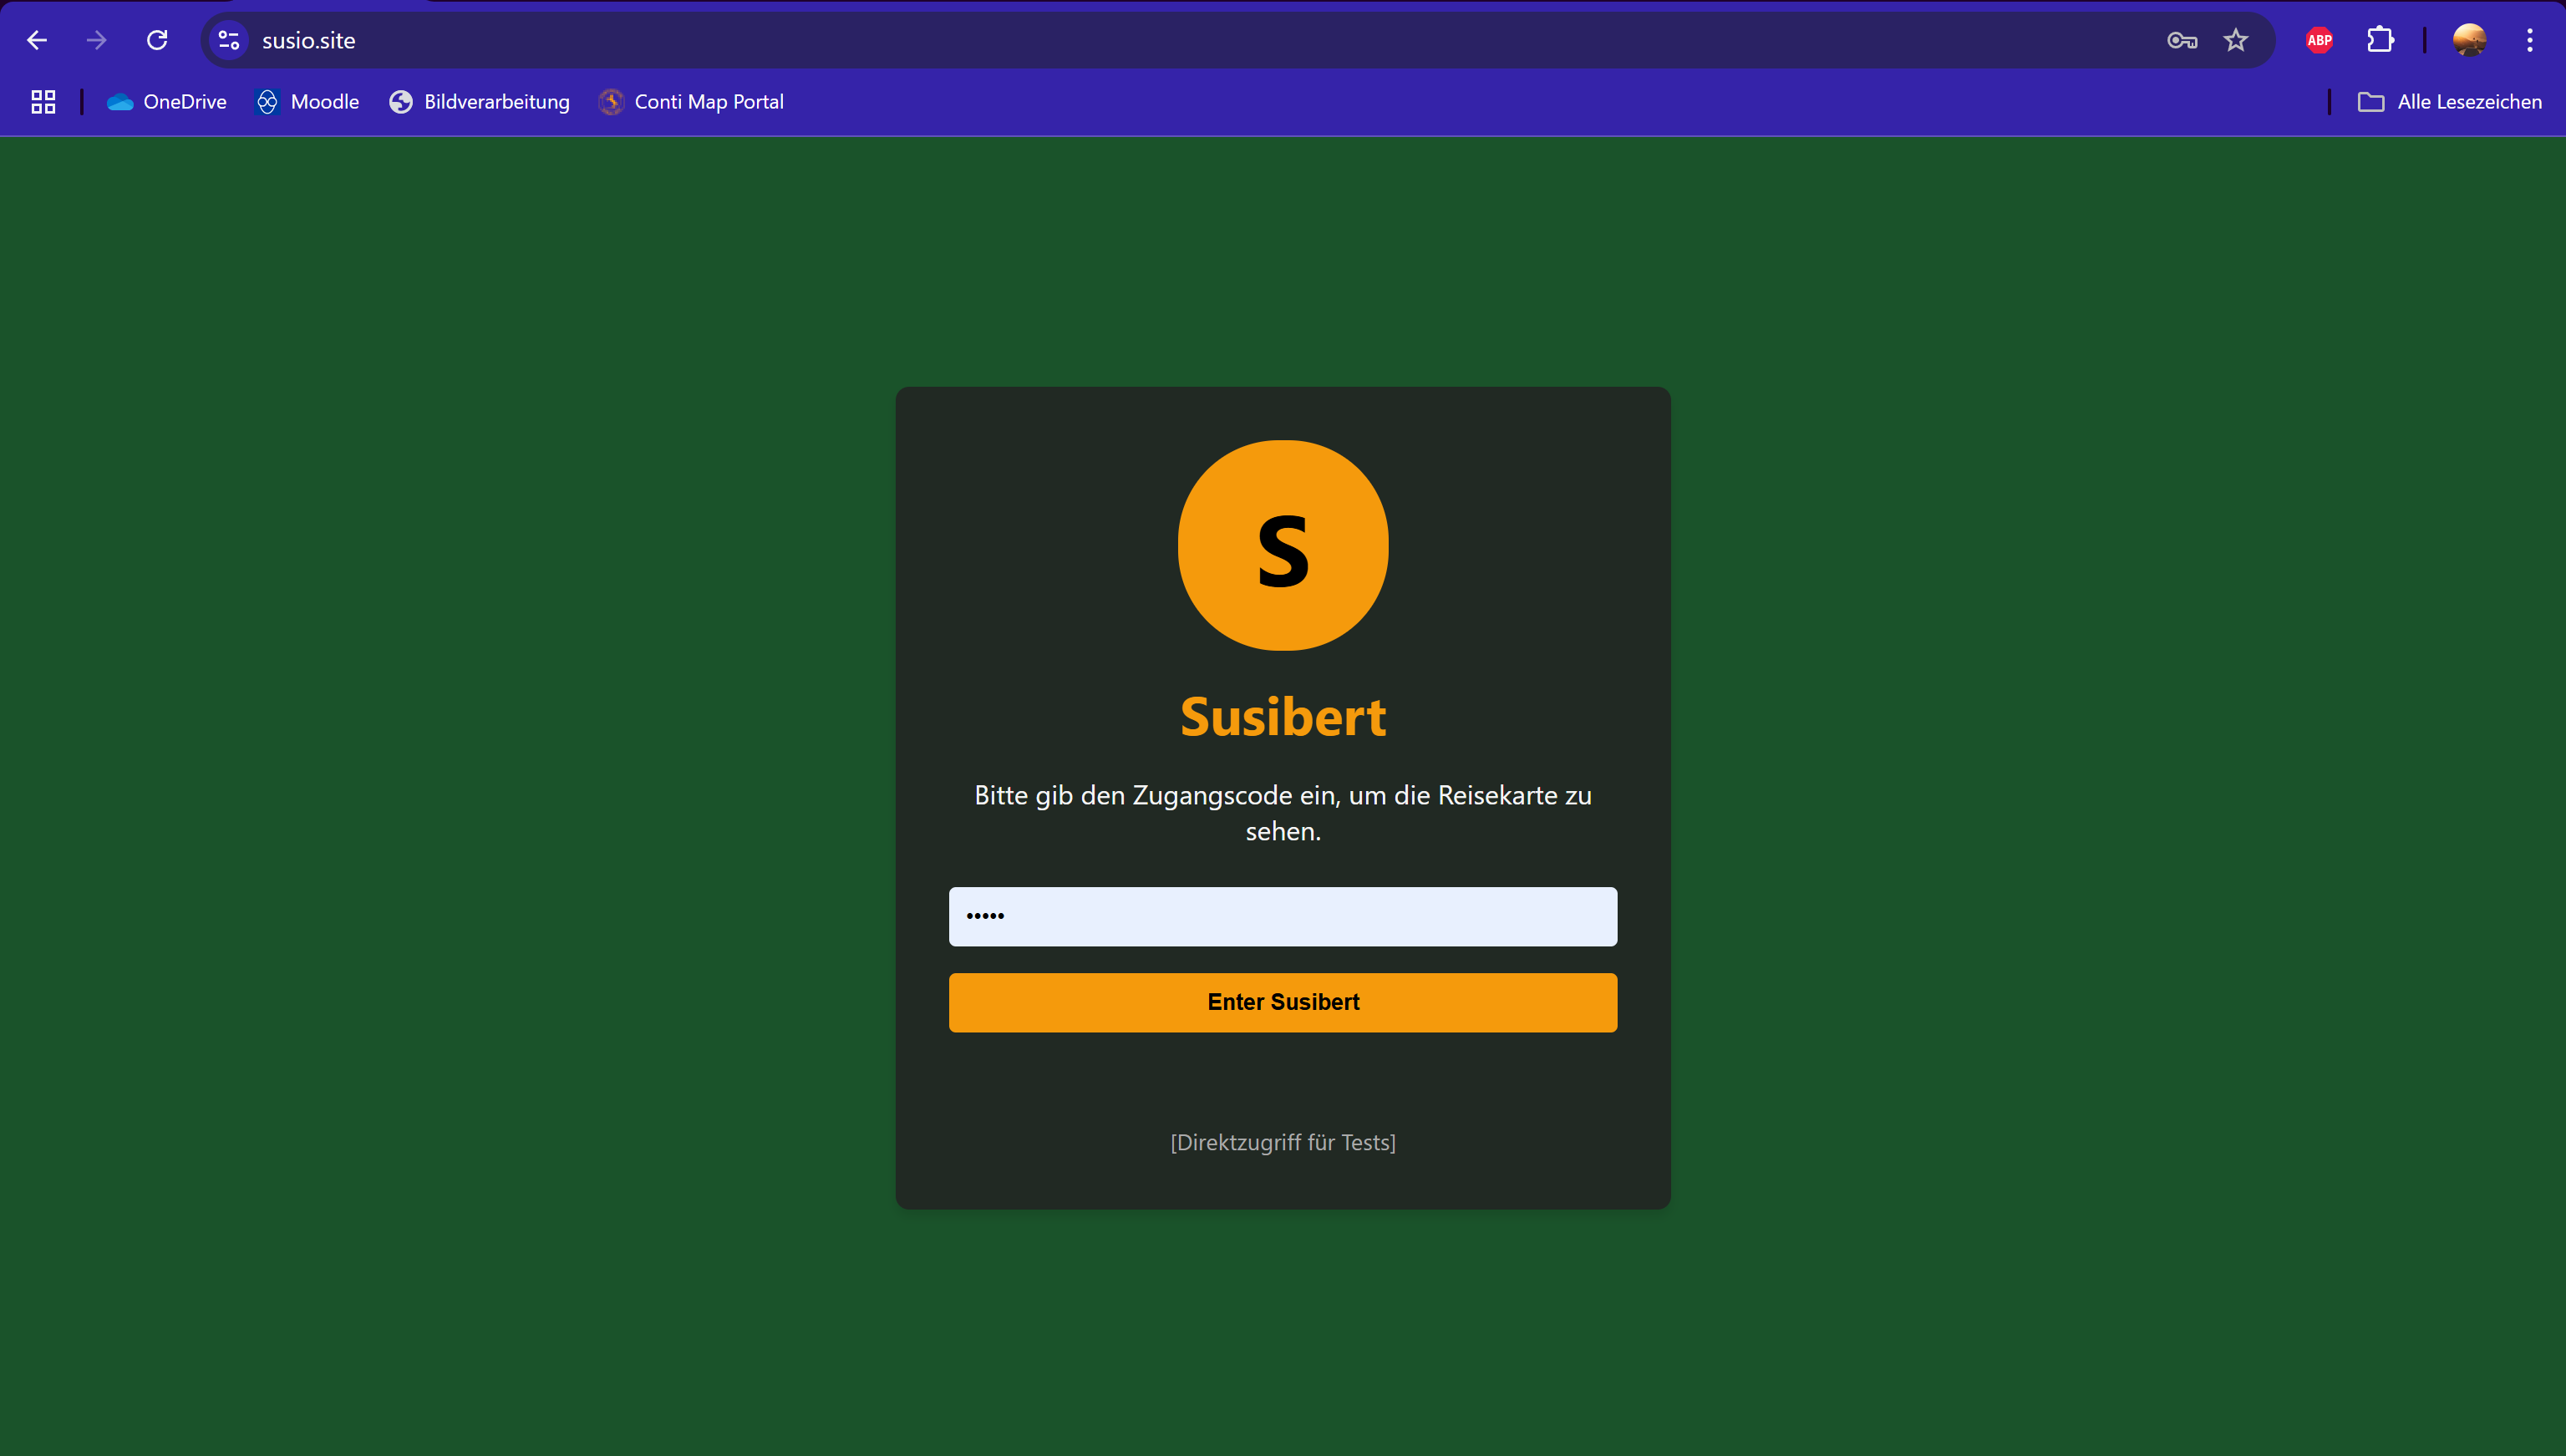 susio.site
ABP
OneDrive
Moodle
Bildverarbeitung
Conti Map Portal
Alle Lesezeichen
S
Susibert
Bitte gib den Zugangscode ein, um die Reisekarte zu
sehen.
•••••
Enter Susibert
[Direktzugriff für Tests]